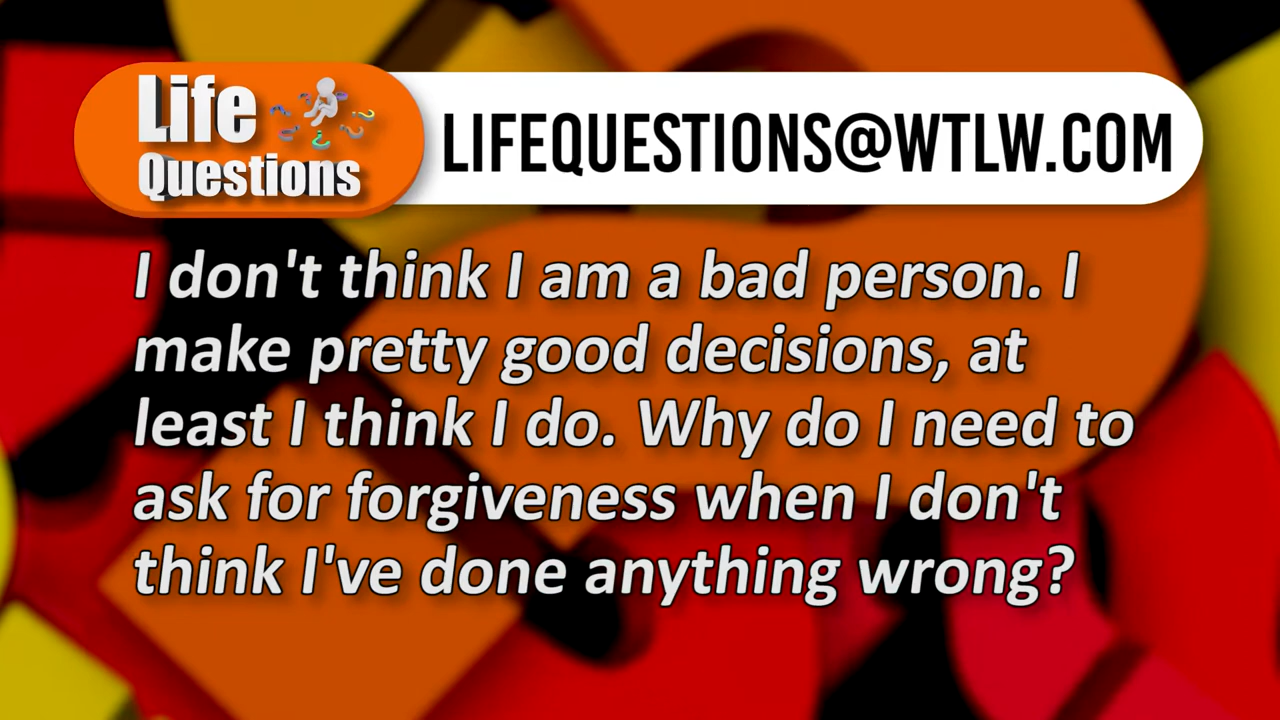 Life
Questions
LIFEQUESTIONS@WTLW.COM
I don't think I am a bad person. I
make pretty good decisions, at
least I think I do. Why do I need to
ask for forgiveness when I don't
think I've done anything wrong?